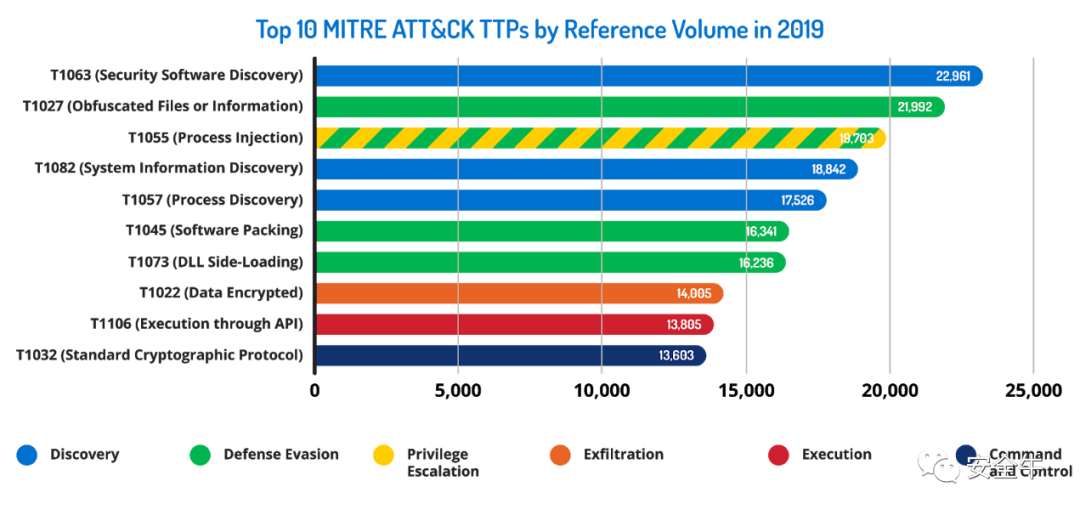 Top 10 MITRE ATT&CK TTPs by Reference Volume in 2019
T1063 (Security Software Discovery)
22,961
T1027 (Obfuscated Files or Information)
21,992
T1055 (Process Injection)
19,703
T1082 (System Information Discovery)
18,842
T1057 (Process Discovery)
17,526
T1045 (Software Packing)
16,341
T1073 (DLL Side-Loading)
16,236
T1022 (Data Encrypted)
14,005
T1106 (Execution through API)
13,805
T1032 (Standard Cryptographic Protocol)
13,603
0 5,000 10,000 15,000 20,000 25,000
Discovery
Defense Evasion
Privilege
Escalation
Exfiltration
Execution
Command
and Control
安全牛